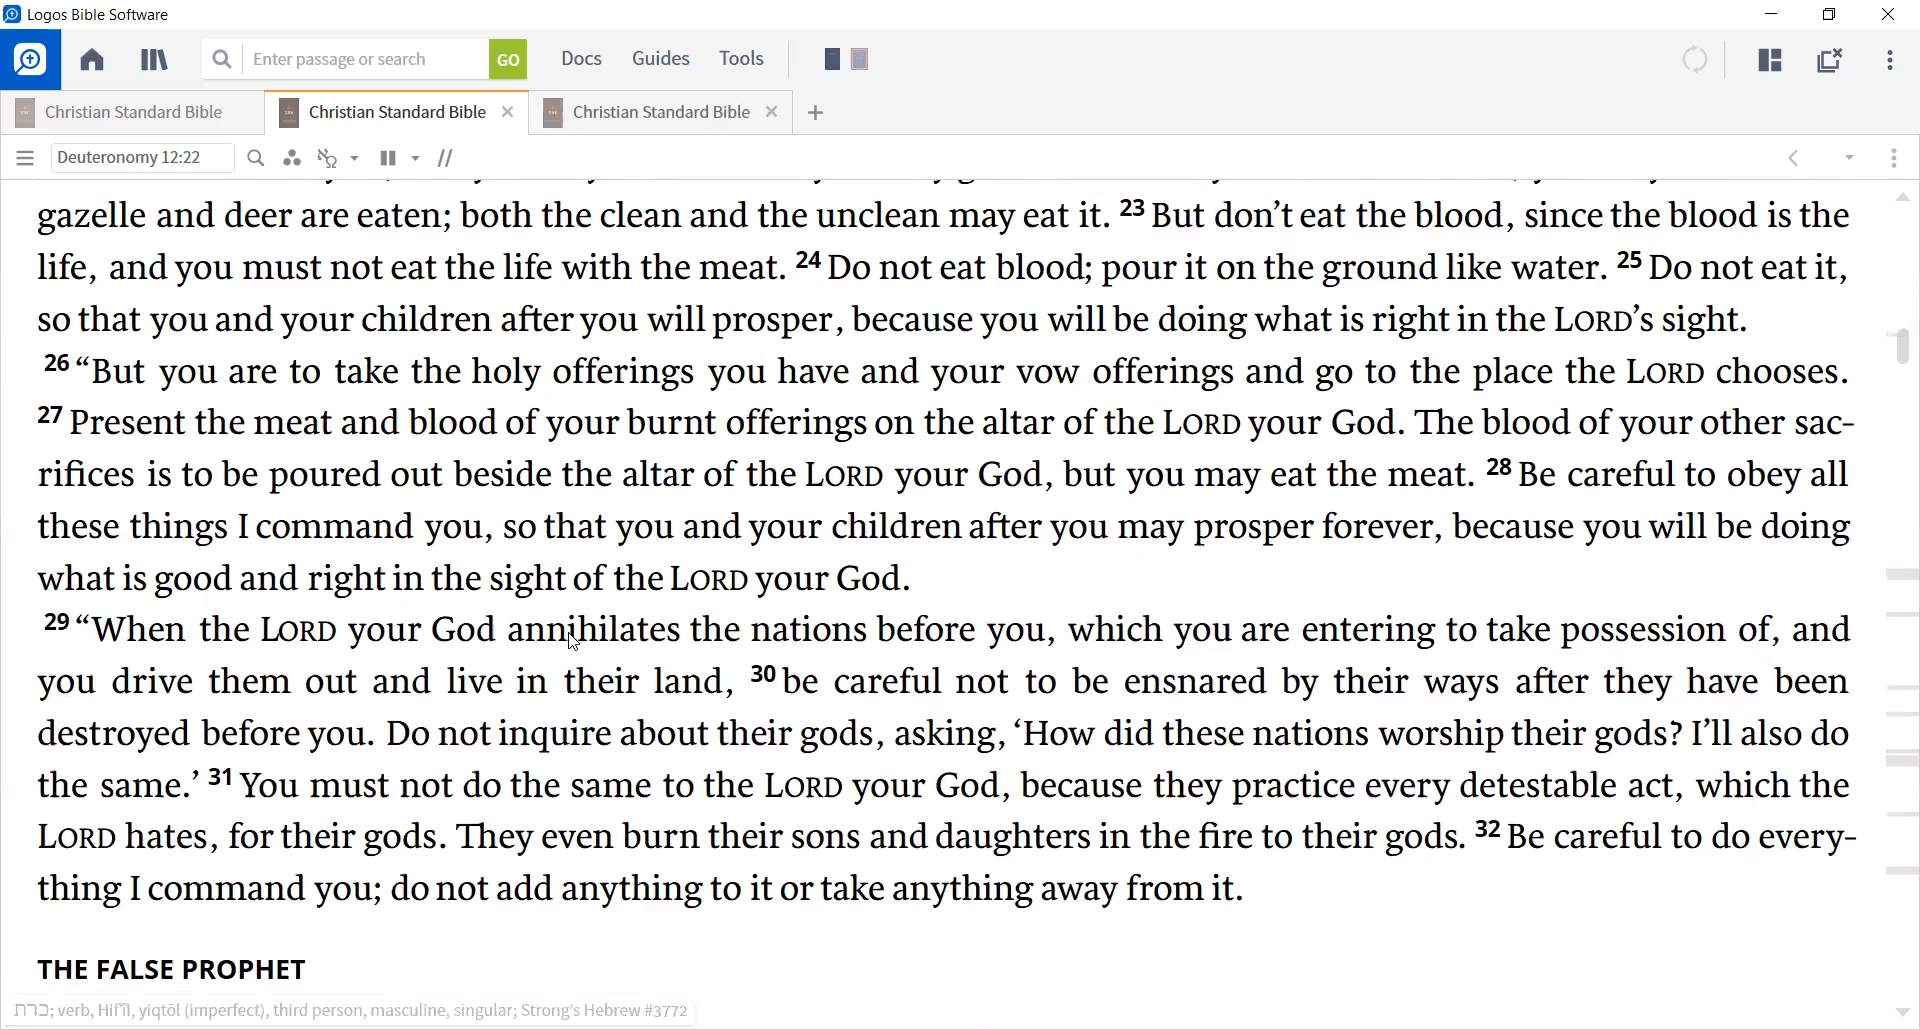 Logos Bible Software
Enter passage or search
GO
Docs
Guides
Tools
Christian Standard Bible
Christian Standard Bible
Christian Standard Bible
Deuteronomy 12:22
gazelle and deer are eaten; both the clean and the unclean may eat it. 23 But don’t eat the blood, since the blood is the
life, and you must not eat the life with the meat. 24 Do not eat blood; pour it on the ground like water. 25 Do not eat it,
so that you and your children after you will prosper, because you will be doing what is right in the LORD’s sight.
26 “But you are to take the holy offerings you have and your vow offerings and go to the place the LORD chooses.
27 Present the meat and blood of your burnt offerings on the altar of the LORD your God. The blood of your other sac-
rifices is to be poured out beside the altar of the LORD your God, but you may eat the meat. 28 Be careful to obey all
these things I command you, so that you and your children after you may prosper forever, because you will be doing
what is good and right in the sight of the LORD your God.
29 “When the LORD your God annihilates the nations before you, which you are entering to take possession of, and
you drive them out and live in their land, 30 be careful not to be ensnared by their ways after they have been
destroyed before you. Do not inquire about their gods, asking, ‘How did these nations worship their gods? I’ll also do
the same.’ 31 You must not do the same to the LORD your God, because they practice every detestable act, which the
LORD hates, for their gods. They even burn their sons and daughters in the fire to their gods. 32 Be careful to do every-
thing I command you; do not add anything to it or take anything away from it.
THE FALSE PROPHET
כרת; verb, Hifʿîl, yiqtōl (imperfect), third person, masculine, singular; Strong’s Hebrew #3772